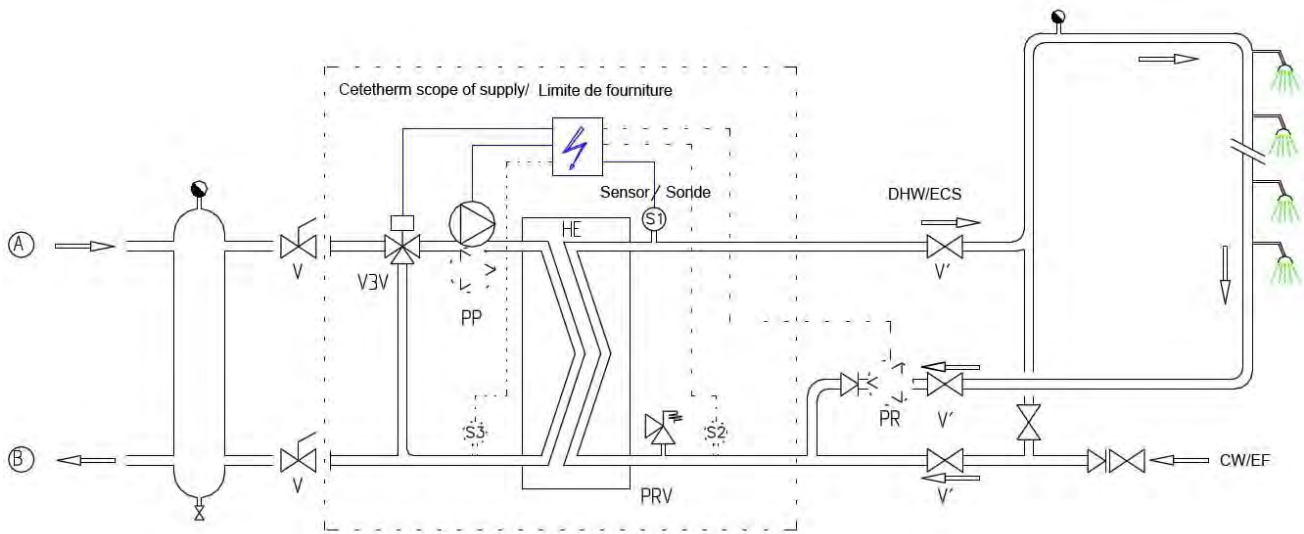 Cetetherm scope of supply/ Limite de fourniture
Sensor / Sonde
S1
HE
DHW/ECS
A
V
V3V
PP
V'
PR
V'
S3
S2
B
V
PRV
V'
CW/EF